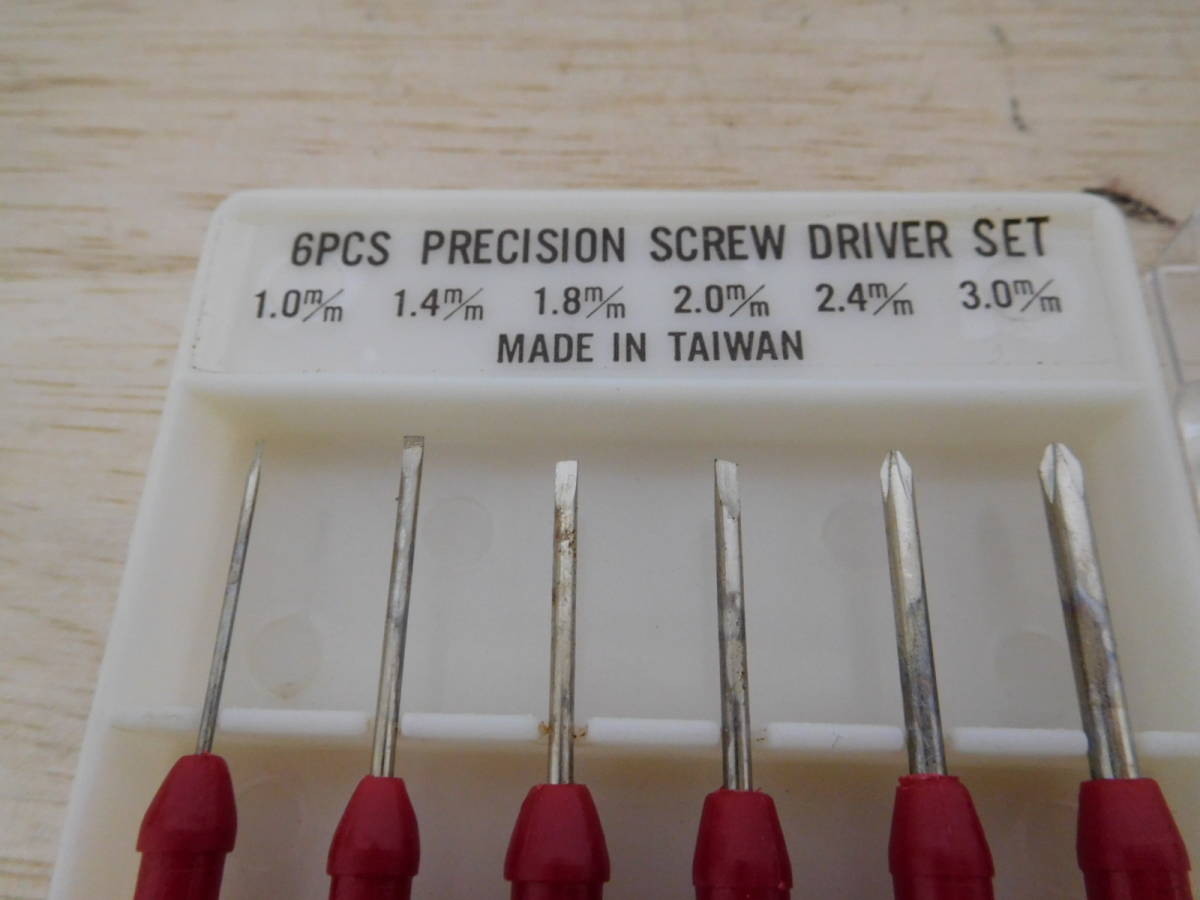 6PCS PRECISION SCREW DRIVER SET
1.0m/m 1.4m/m 1.8m/m 2.0m/m 2.4m/m 3.0m/m
MADE IN TAIWAN